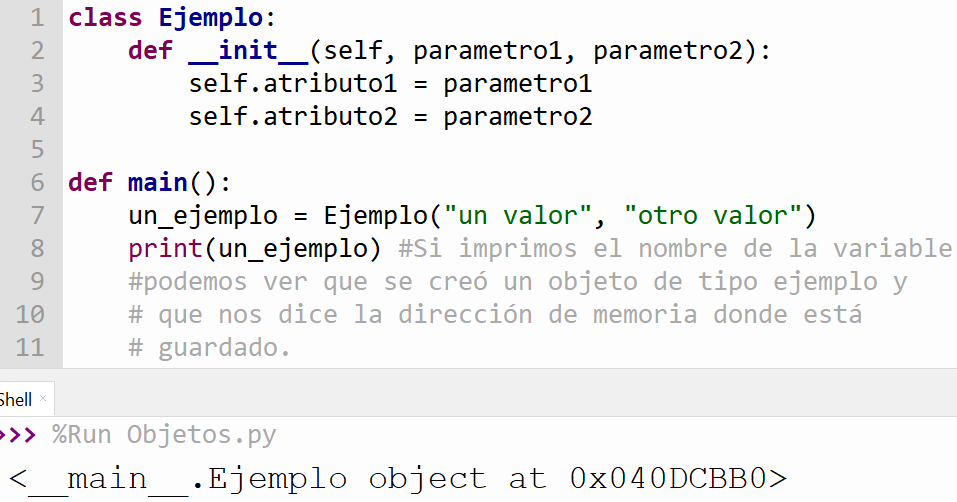 1 class Ejemplo:
2     def __init__(self, parametro1, parametro2):
3         self.atributo1 = parametro1
4         self.atributo2 = parametro2
5
6 def main():
7     un_ejemplo = Ejemplo("un valor", "otro valor")
8     print(un_ejemplo) #Si imprimos el nombre de la variable
9     #podemos ver que se creó un objeto de tipo ejemplo y
10     # que nos dice la dirección de memoria donde está
11     # guardado.
Shell ×
>>> %Run Objetos.py
<__main__.Ejemplo object at 0x040DCBB0>